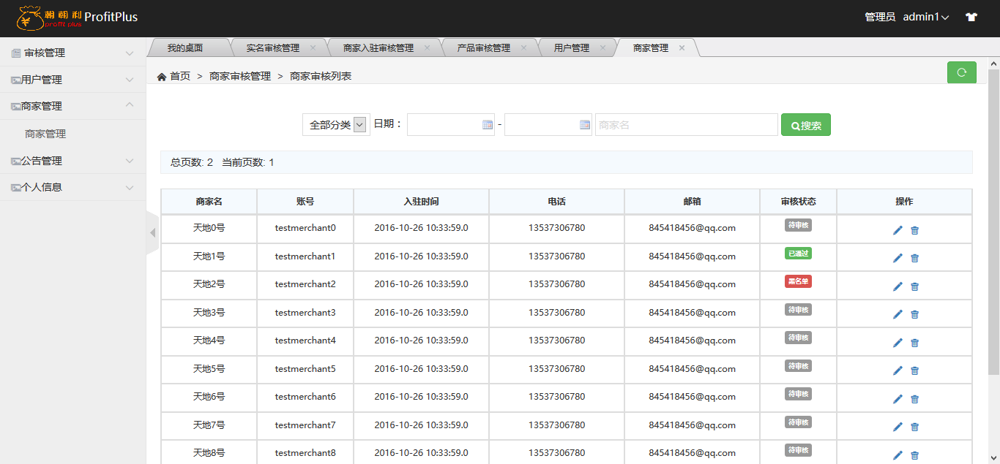 朝朝利 profit plus ProfitPlus 管理员 admin1
审核管理
用户管理
商家管理
商家管理
公告管理
个人信息
我的桌面 实名审核管理 商家入驻审核管理 产品审核管理 用户管理 商家管理
首页 > 商家审核管理 > 商家审核列表
全部分类 日期： - 商家名 搜索
总页数: 2 当前页数: 1
商家名 账号 入驻时间 电话 邮箱 审核状态 操作
天地0号 testmerchant0 2016-10-26 10:33:59.0 13537306780 845418456@qq.com 待审核
天地1号 testmerchant1 2016-10-26 10:33:59.0 13537306780 845418456@qq.com 已通过
天地2号 testmerchant2 2016-10-26 10:33:59.0 13537306780 845418456@qq.com 黑名单
天地3号 testmerchant3 2016-10-26 10:33:59.0 13537306780 845418456@qq.com 待审核
天地4号 testmerchant4 2016-10-26 10:33:59.0 13537306780 845418456@qq.com 待审核
天地5号 testmerchant5 2016-10-26 10:33:59.0 13537306780 845418456@qq.com 待审核
天地6号 testmerchant6 2016-10-26 10:33:59.0 13537306780 845418456@qq.com 待审核
天地7号 testmerchant7 2016-10-26 10:33:59.0 13537306780 845418456@qq.com 待审核
天地8号 testmerchant8 2016-10-26 10:33:59.0 13537306780 845418456@qq.com 待审核